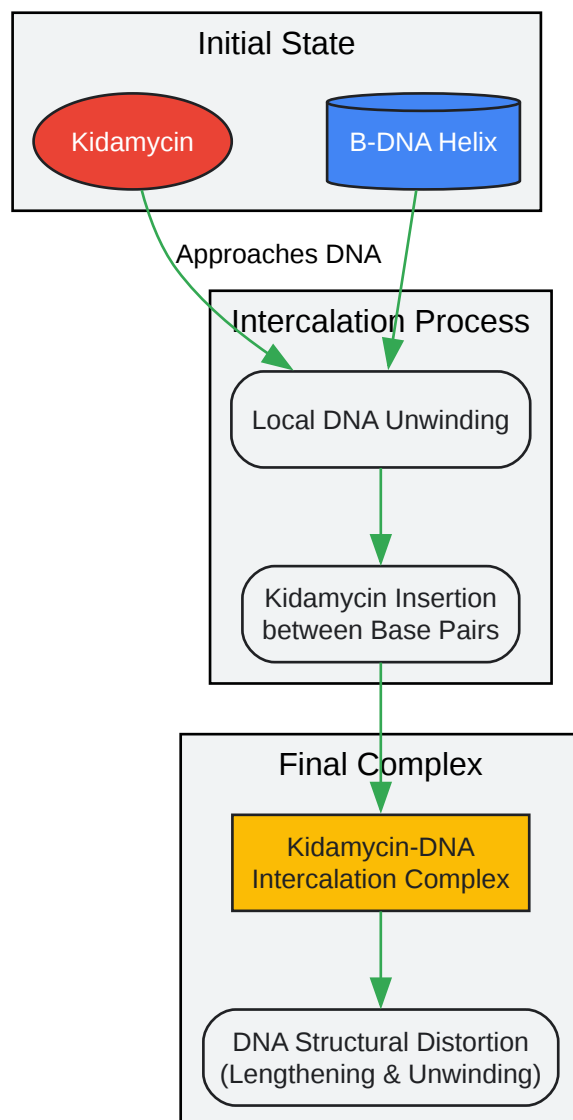 Initial State
Kidamycin
B-DNA Helix
Approaches DNA
Intercalation Process
Local DNA Unwinding
Kidamycin Insertion
between Base Pairs
Final Complex
Kidamycin-DNA
Intercalation Complex
DNA Structural Distortion
(Lengthening & Unwinding)